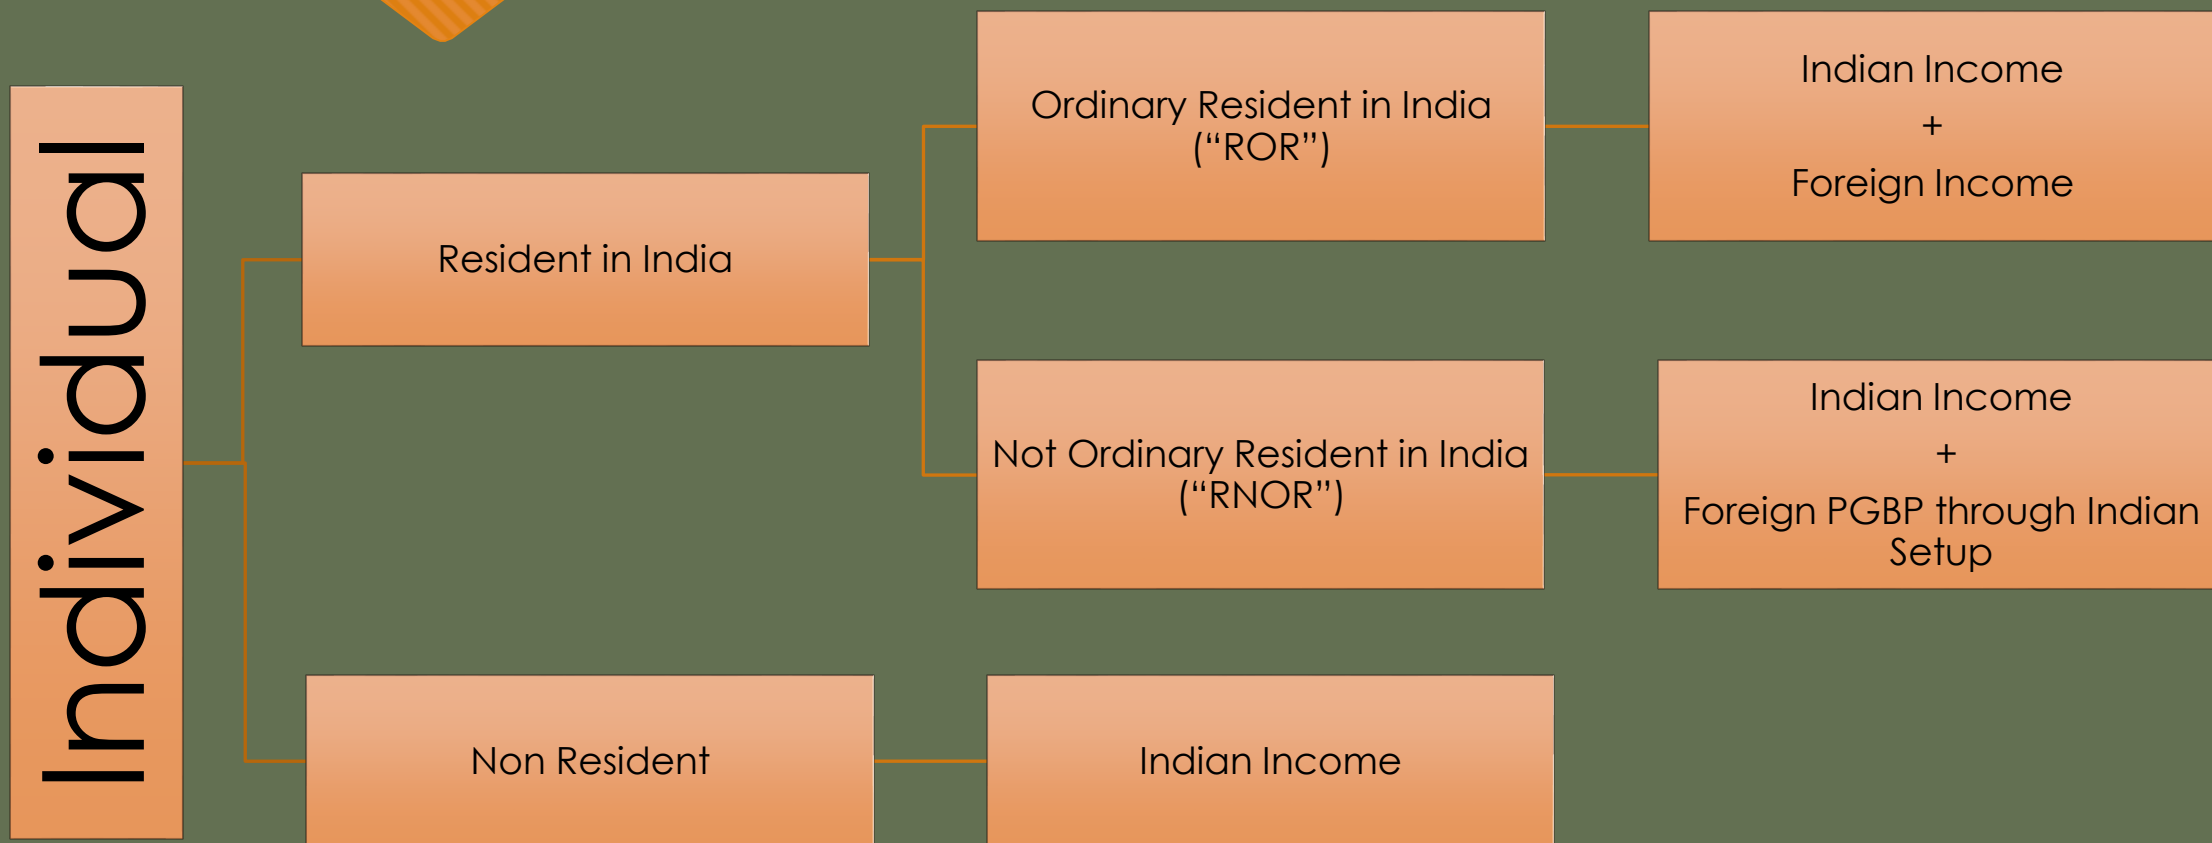 Individual
Resident in India
Ordinary Resident in India
(“ROR”)
Indian Income
+
Foreign Income
Not Ordinary Resident in India
(“RNOR”)
Indian Income
+
Foreign PGBP through Indian
Setup
Non Resident
Indian Income